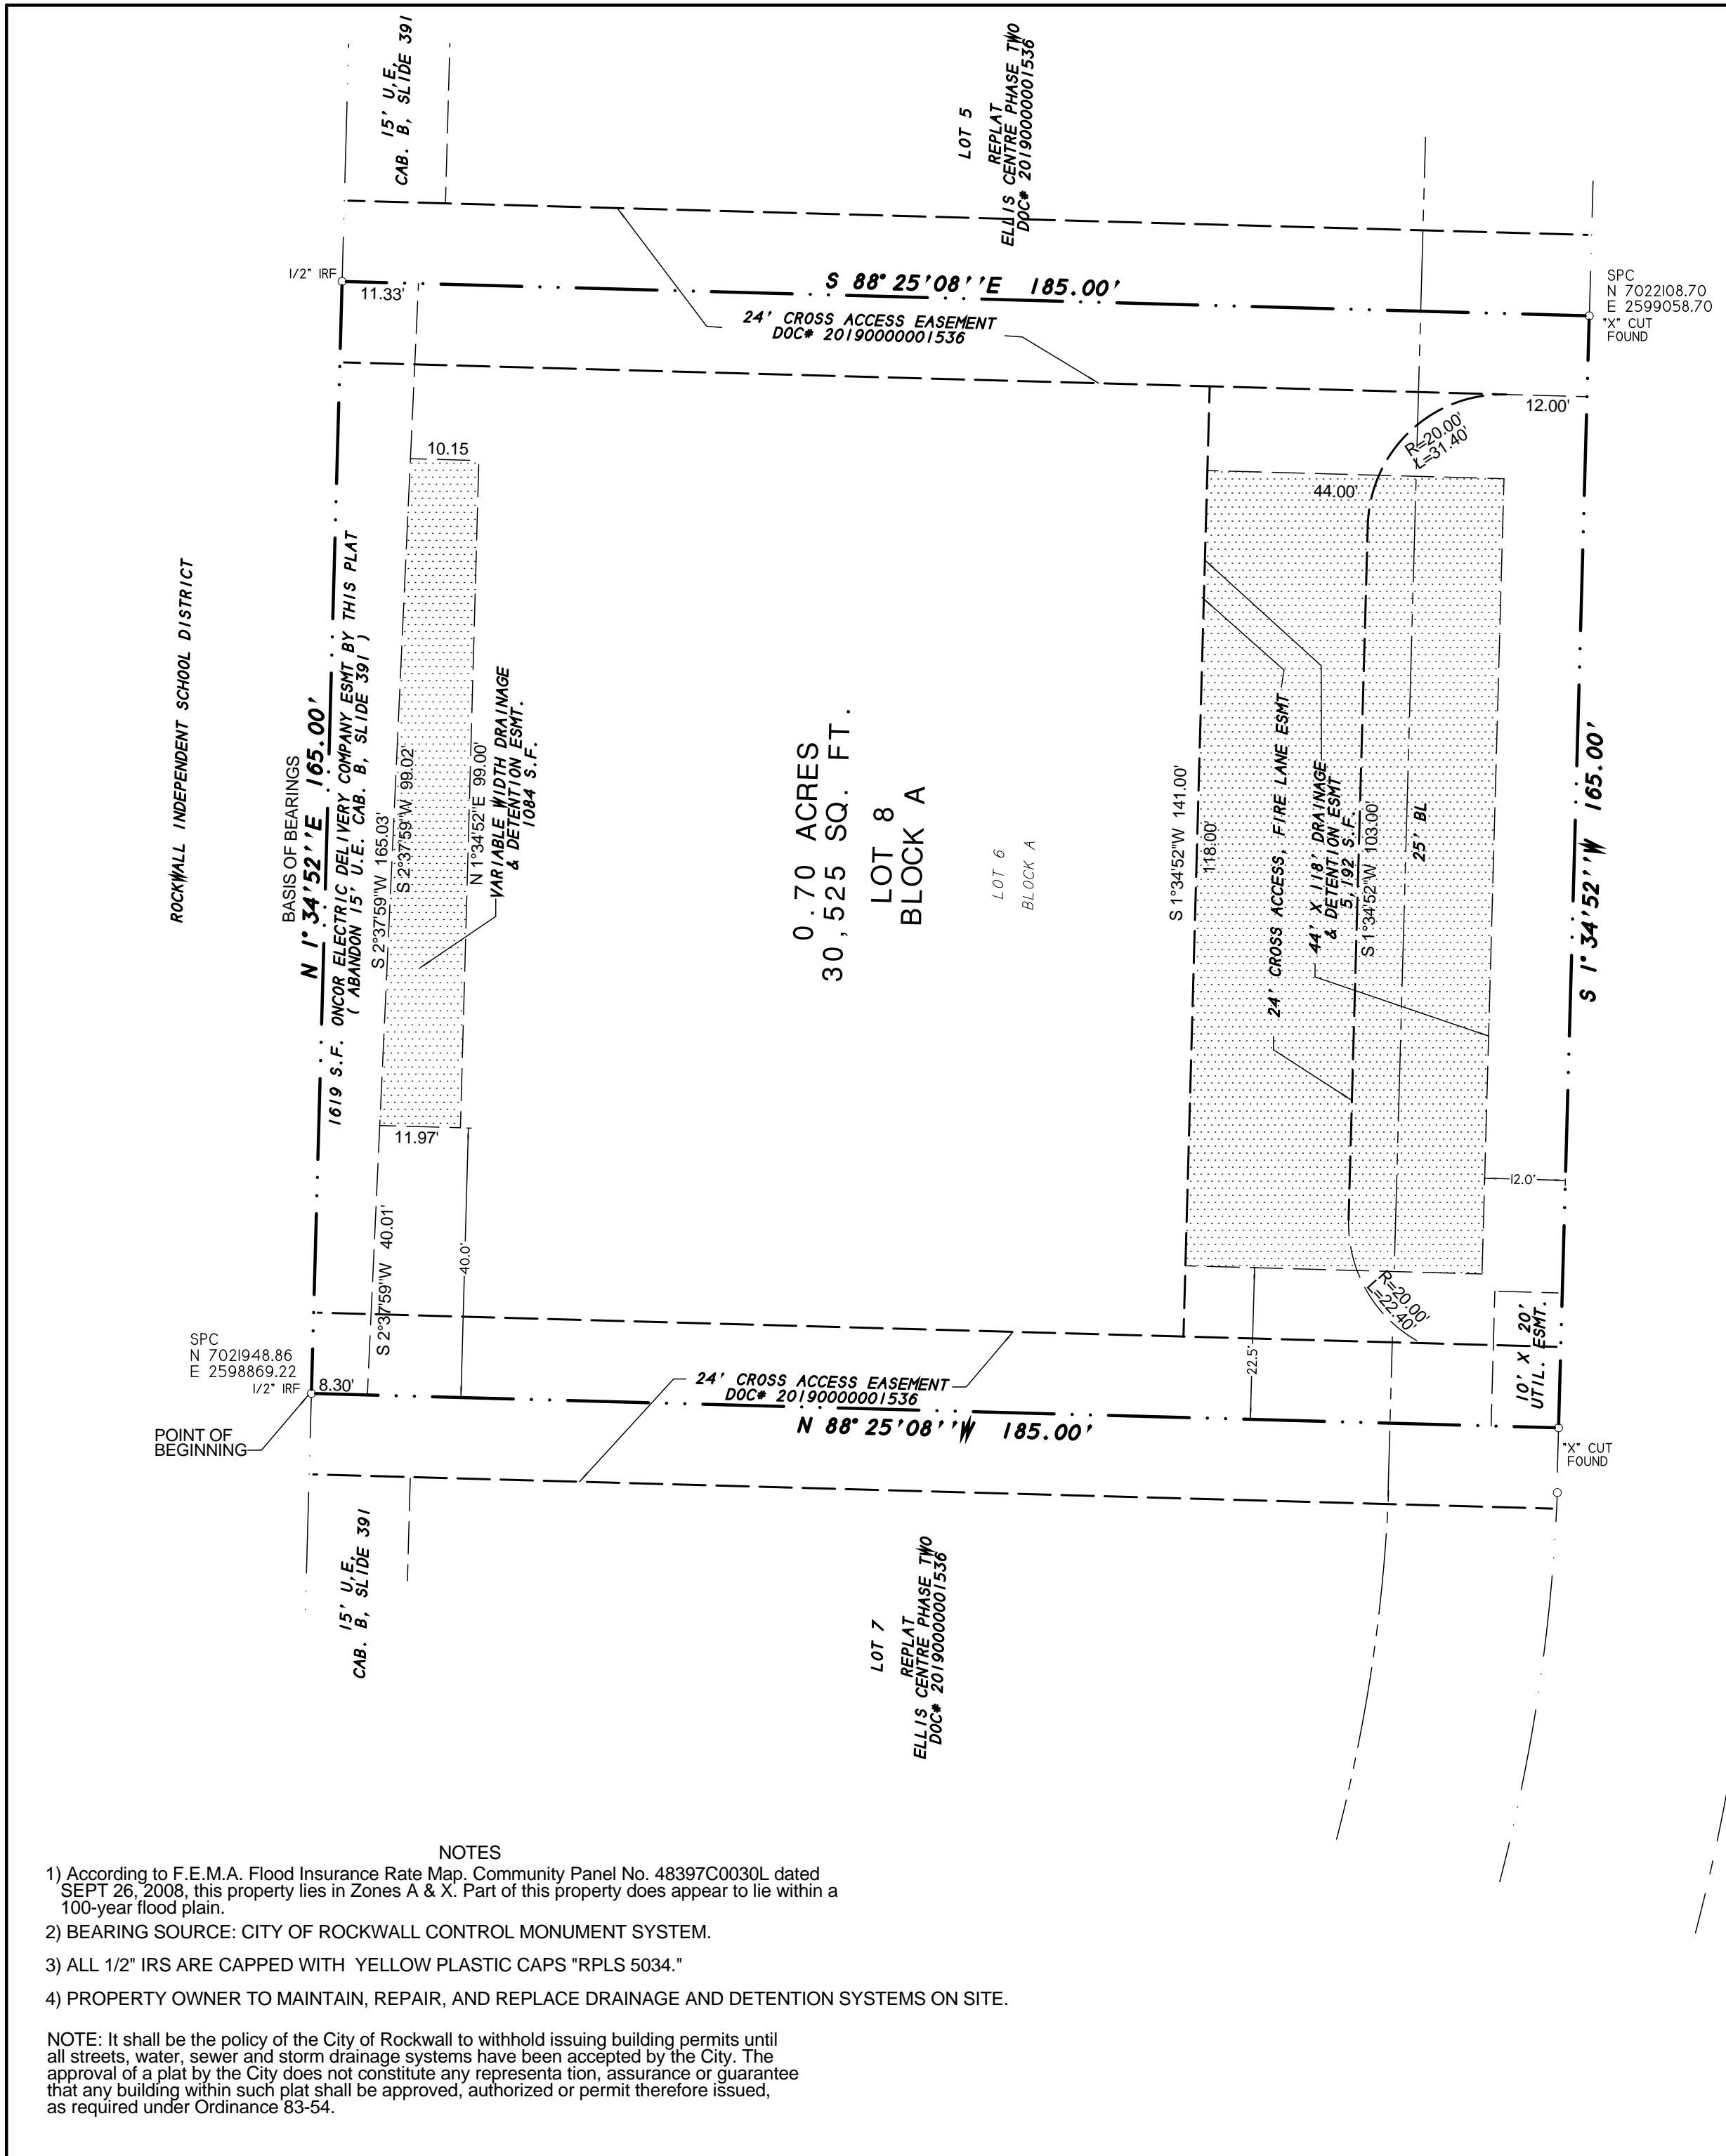 15' U.E,
CAB. B, SLIDE 391
LOT 5
REPLAT
ELLIS CENTRE PHASE TWO
DOC# 20190000001536
1/2" IRF
11.33'
S 88°25'08''E 185.00'
SPC
N 7022108.70
E 2599058.70
"X" CUT
FOUND
24' CROSS ACCESS EASEMENT
DOC# 20190000001536
12.00'
R=20.00'
L=31.40'
10.15
44.00'
ROCKWALL INDEPENDENT SCHOOL DISTRICT
BASIS OF BEARINGS
N 1°34'52''E 165.00'
1619 S.F. ONCOR ELECTRIC DELIVERY COMPANY ESMT BY THIS PLAT
( ABANDON 15' U.E. CAB. B, SLIDE 391 )
S 2°37'59"W 165.03'
S 2°37'59"W 99.02'
N 1°34'52"E 99.00'
VARIABLE WIDTH DRAINAGE
& DETENTION ESMT.
1084 S.F.
0.70 ACRES
30,525 SQ. FT.
LOT 8
BLOCK A
LOT 6
BLOCK A
S 1°34'52"W 141.00'
118.00'
24' CROSS ACCESS, FIRE LANE ESMT
44' X 118' DRAINAGE
& DETENTION ESMT
5,192 S.F.
S 1°34'52"W 103.00'
25' BL
S 1°34'52''W 165.00'
11.97'
12.0'
S 2°37'59"W 40.01'
40.0'
R=20.00'
L=22.40'
10' X 20'
UTIL. ESMT.
22.5'
SPC
N 7021948.86
E 2598869.22
1/2" IRF
8.30'
24' CROSS ACCESS EASEMENT
DOC# 20190000001536
N 88°25'08''W 185.00'
POINT OF
BEGINNING
"X" CUT
FOUND
15' U.E,
CAB. B, SLIDE 391
LOT 7
REPLAT
ELLIS CENTRE PHASE TWO
DOC# 20190000001536
NOTES
1) According to F.E.M.A. Flood Insurance Rate Map. Community Panel No. 48397C0030L dated
SEPT 26, 2008, this property lies in Zones A & X. Part of this property does appear to lie within a
100-year flood plain.
2) BEARING SOURCE: CITY OF ROCKWALL CONTROL MONUMENT SYSTEM.
3) ALL 1/2" IRS ARE CAPPED WITH YELLOW PLASTIC CAPS "RPLS 5034."
4) PROPERTY OWNER TO MAINTAIN, REPAIR, AND REPLACE DRAINAGE AND DETENTION SYSTEMS ON SITE.
NOTE: It shall be the policy of the City of Rockwall to withhold issuing building permits until
all streets, water, sewer and storm drainage systems have been accepted by the City. The
approval of a plat by the City does not constitute any representa tion, assurance or guarantee
that any building within such plat shall be approved, authorized or permit therefore issued,
as required under Ordinance 83-54.